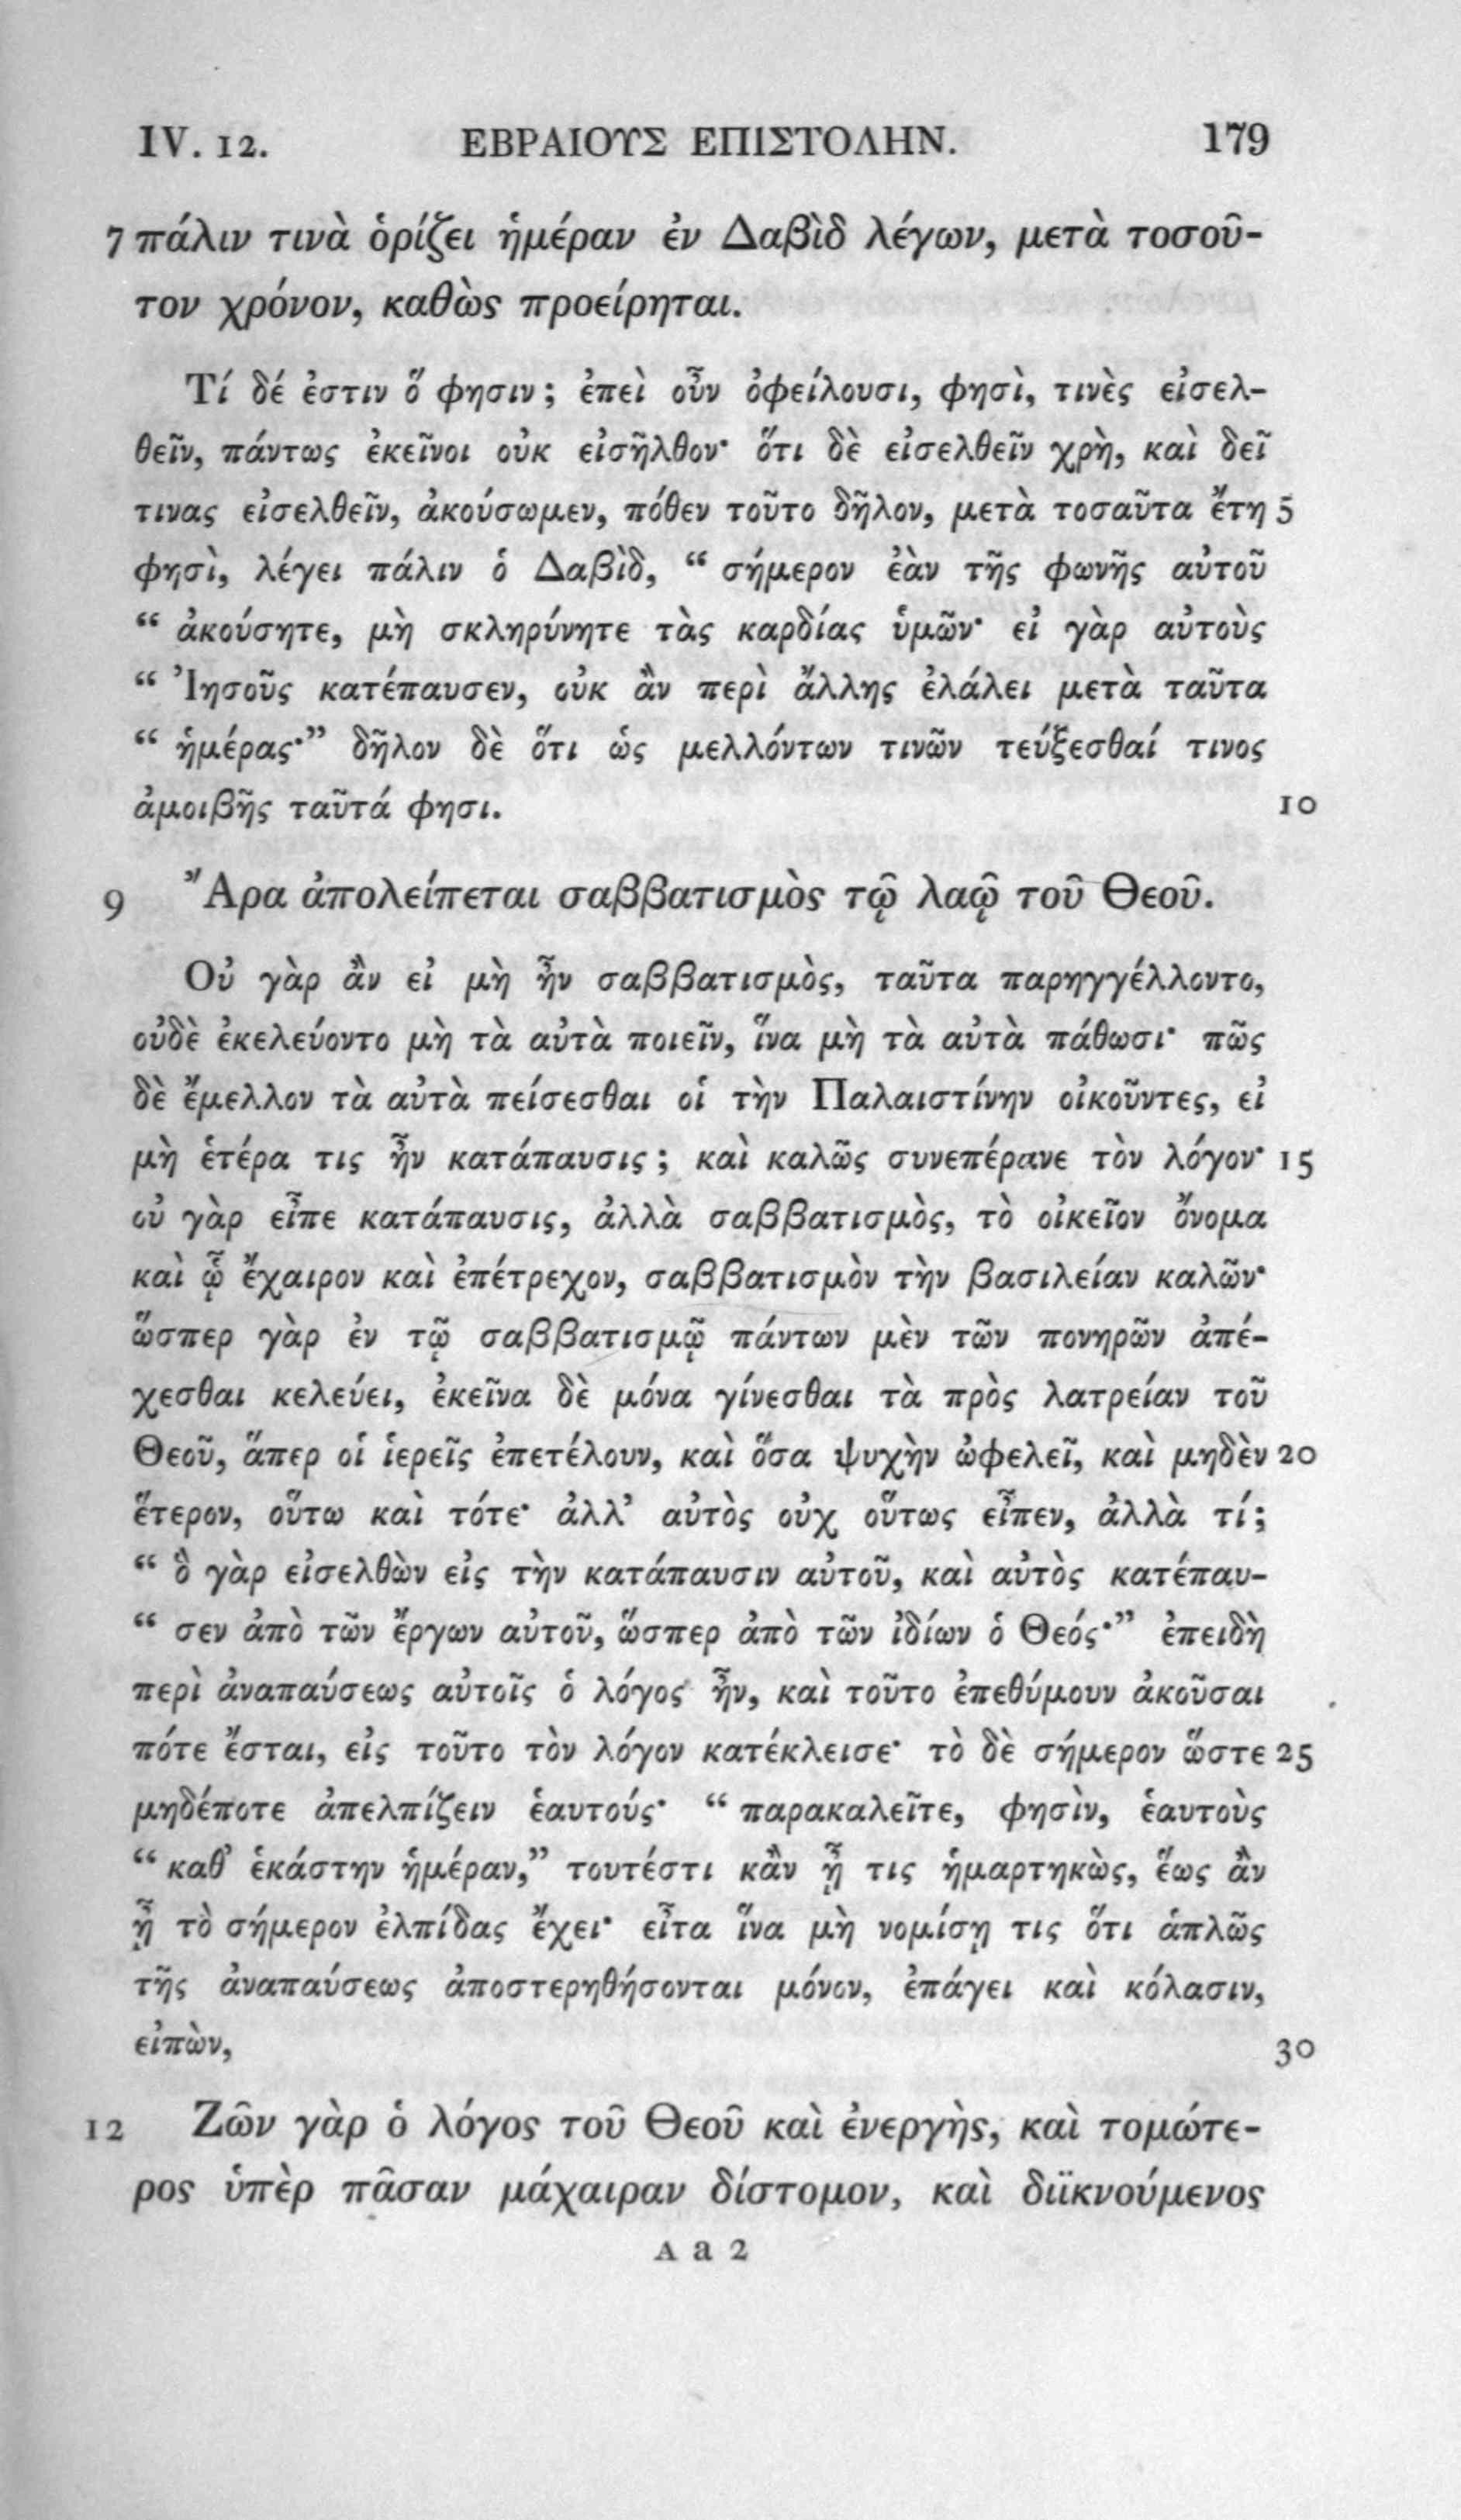 IV. 12. ΕΒΡΑΙΟΥΣ ΕΠΙΣΤΟΛΗΝ. 179
7 πάλιν τινὰ ὁρίζει ἡμέραν ἐν Δαβὶδ λέγων, μετὰ τοσοῦ-
τον χρόνον, καθὼς προείρηται.
Τί δέ ἐστιν ὅ φησιν; ἐπεὶ οὖν ὀφείλουσι, φησὶ, τινὲς εἰσελ-
θεῖν, πάντως ἐκεῖνοι οὐκ εἰσῆλθον· ὅτι δὲ εἰσελθεῖν χρὴ, καὶ δεῖ
τινας εἰσελθεῖν, ἀκούσωμεν, πόθεν τοῦτο δῆλον, μετὰ τοσαῦτα ἔτη 5
φησὶ, λέγει πάλιν ὁ Δαβὶδ, “ σήμερον ἐὰν τῆς φωνῆς αὐτοῦ
“ ἀκούσητε, μὴ σκληρύνητε τὰς καρδίας ὑμῶν· εἰ γὰρ αὐτοὺς
“ Ἰησοῦς κατέπαυσεν, οὐκ ἂν περὶ ἄλλης ἐλάλει μετὰ ταῦτα
“ ἡμέρας·” δῆλον δὲ ὅτι ὡς μελλόντων τινῶν τεύξεσθαί τινος
ἀμοιβῆς ταῦτά φησι. 10
9 Ἄρα ἀπολείπεται σαββατισμὸς τῷ λαῷ τοῦ Θεοῦ.
Οὐ γὰρ ἂν εἰ μὴ ἦν σαββατισμὸς, ταῦτα παρηγγέλλοντο,
οὐδὲ ἐκελεύοντο μὴ τὰ αὐτὰ ποιεῖν, ἵνα μὴ τὰ αὐτὰ πάθωσι· πῶς
δὲ ἔμελλον τὰ αὐτὰ πείσεσθαι οἱ τὴν Παλαιστίνην οἰκοῦντες, εἰ
μὴ ἑτέρα τις ἦν κατάπαυσις; καὶ καλῶς συνεπέρανε τὸν λόγον· 15
οὐ γὰρ εἶπε κατάπαυσις, ἀλλὰ σαββατισμὸς, τὸ οἰκεῖον ὄνομα
καὶ ᾧ ἔχαιρον καὶ ἐπέτρεχον, σαββατισμὸν τὴν βασιλείαν καλῶν·
ὥσπερ γὰρ ἐν τῷ σαββατισμῷ πάντων μὲν τῶν πονηρῶν ἀπέ-
χεσθαι κελεύει, ἐκεῖνα δὲ μόνα γίνεσθαι τὰ πρὸς λατρείαν τοῦ
Θεοῦ, ἅπερ οἱ ἱερεῖς ἐπετέλουν, καὶ ὅσα ψυχὴν ὠφελεῖ, καὶ μηδὲν 20
ἕτερον, οὕτω καὶ τότε· ἀλλ’ αὐτὸς οὐχ οὕτως εἶπεν, ἀλλὰ τί;
“ ὃ γὰρ εἰσελθὼν εἰς τὴν κατάπαυσιν αὐτοῦ, καὶ αὐτὸς κατέπαυ-
“ σεν ἀπὸ τῶν ἔργων αὐτοῦ, ὥσπερ ἀπὸ τῶν ἰδίων ὁ Θεός·” ἐπειδὴ
περὶ ἀναπαύσεως αὐτοῖς ὁ λόγος ἦν, καὶ τοῦτο ἐπεθύμουν ἀκοῦσαι
πότε ἔσται, εἰς τοῦτο τὸν λόγον κατέκλεισε· τὸ δὲ σήμερον ὥστε 25
μηδέποτε ἀπελπίζειν ἑαυτούς· “ παρακαλεῖτε, φησὶν, ἑαυτοὺς
“ καθ’ ἑκάστην ἡμέραν,” τουτέστι κἂν ᾖ τις ἡμαρτηκὼς, ἕως ἂν
ᾖ τὸ σήμερον ἐλπίδας ἔχει· εἶτα ἵνα μὴ νομίσῃ τις ὅτι ἁπλῶς
τῆς ἀναπαύσεως ἀποστερηθήσονται μόνον, ἐπάγει καὶ κόλασιν,
εἰπὼν, 30
12 Ζῶν γὰρ ὁ λόγος τοῦ Θεοῦ καὶ ἐνεργὴς, καὶ τομώτε-
ρος ὑπὲρ πᾶσαν μάχαιραν δίστομον, καὶ διϊκνούμενος
A a 2